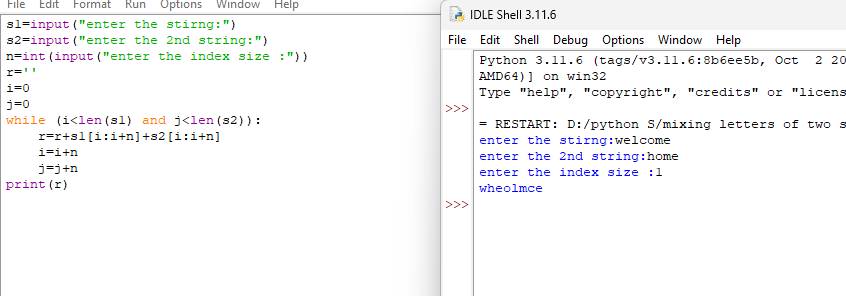 File Edit Format Run Options Window Help
s1=input("enter the stirng:")
s2=input("enter the 2nd string:")
n=int(input("enter the index size :"))
r=''
i=0
j=0
while (i<len(s1) and j<len(s2)):
    r=r+s1[i:i+n]+s2[i:i+n]
    i=i+n
    j=j+n
print(r)
IDLE Shell 3.11.6
File Edit Shell Debug Options Window Help
Python 3.11.6 (tags/v3.11.6:8b6ee5b, Oct  2 20
AMD64)] on win32
Type "help", "copyright", "credits" or "licens
>>>
= RESTART: D:/python S/mixing letters of two s
enter the stirng:welcome
enter the 2nd string:home
enter the index size :1
wheolmce
>>>